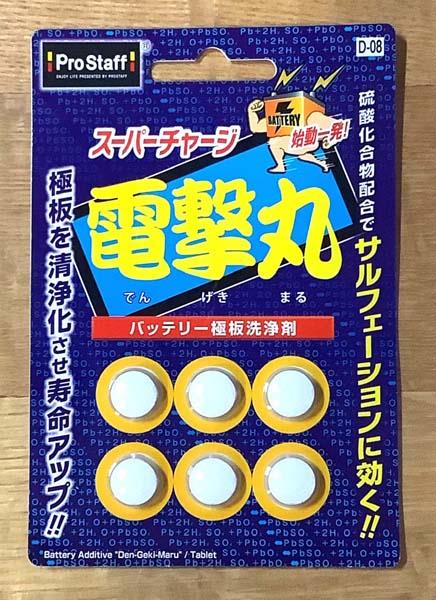 ProStaff
ENJOY LIFE PRESENTED BY PROSTAFF
D-08
BATTERY
始動一発!
スーパーチャージ
電撃丸
でん げき まる
バッテリー極板洗浄剤
硫酸化合物配合でサルフェーションに効く!!
極板を清浄化させ寿命アップ!!
"Battery Additive "Den-Geki-Maru" / Tablet